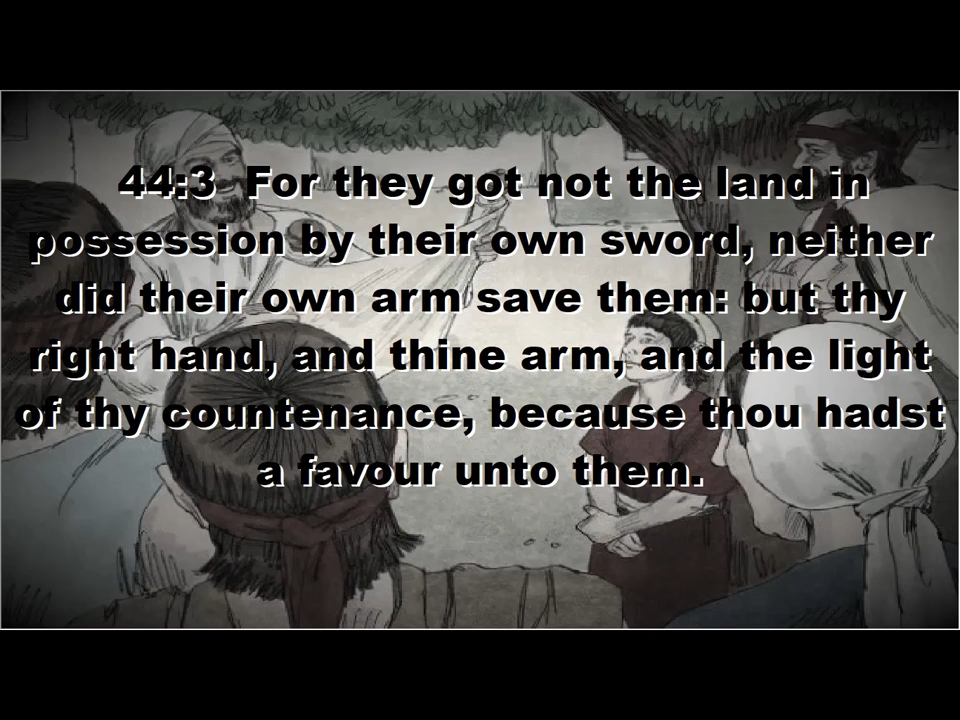 44:3 For they got not the land in
possession by their own sword, neither
did their own arm save them: but thy
right hand, and thine arm, and the light
of thy countenance, because thou hadst
a favour unto them.